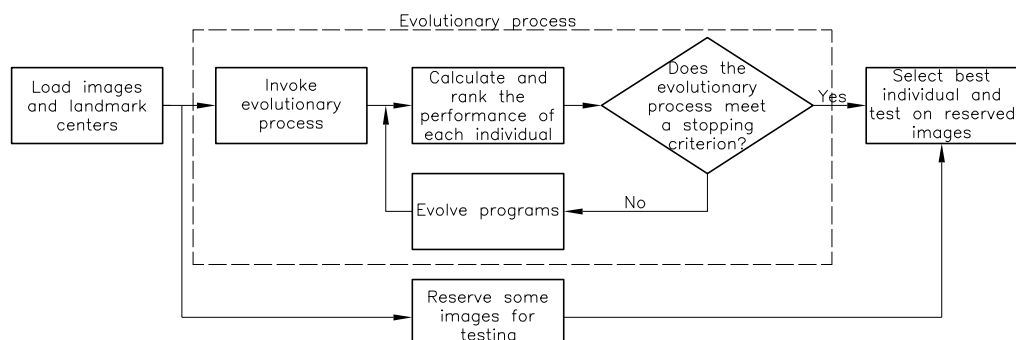 Evolutionary process
Load images
and landmark
centers
Invoke
evolutionary
process
Calculate and
rank the
performance of
each individual
Does the
evolutionary
process meet
a stopping
criterion?
Yes
Select best
individual and
test on reserved
images
Evolve programs
No
Reserve some
images for
testing